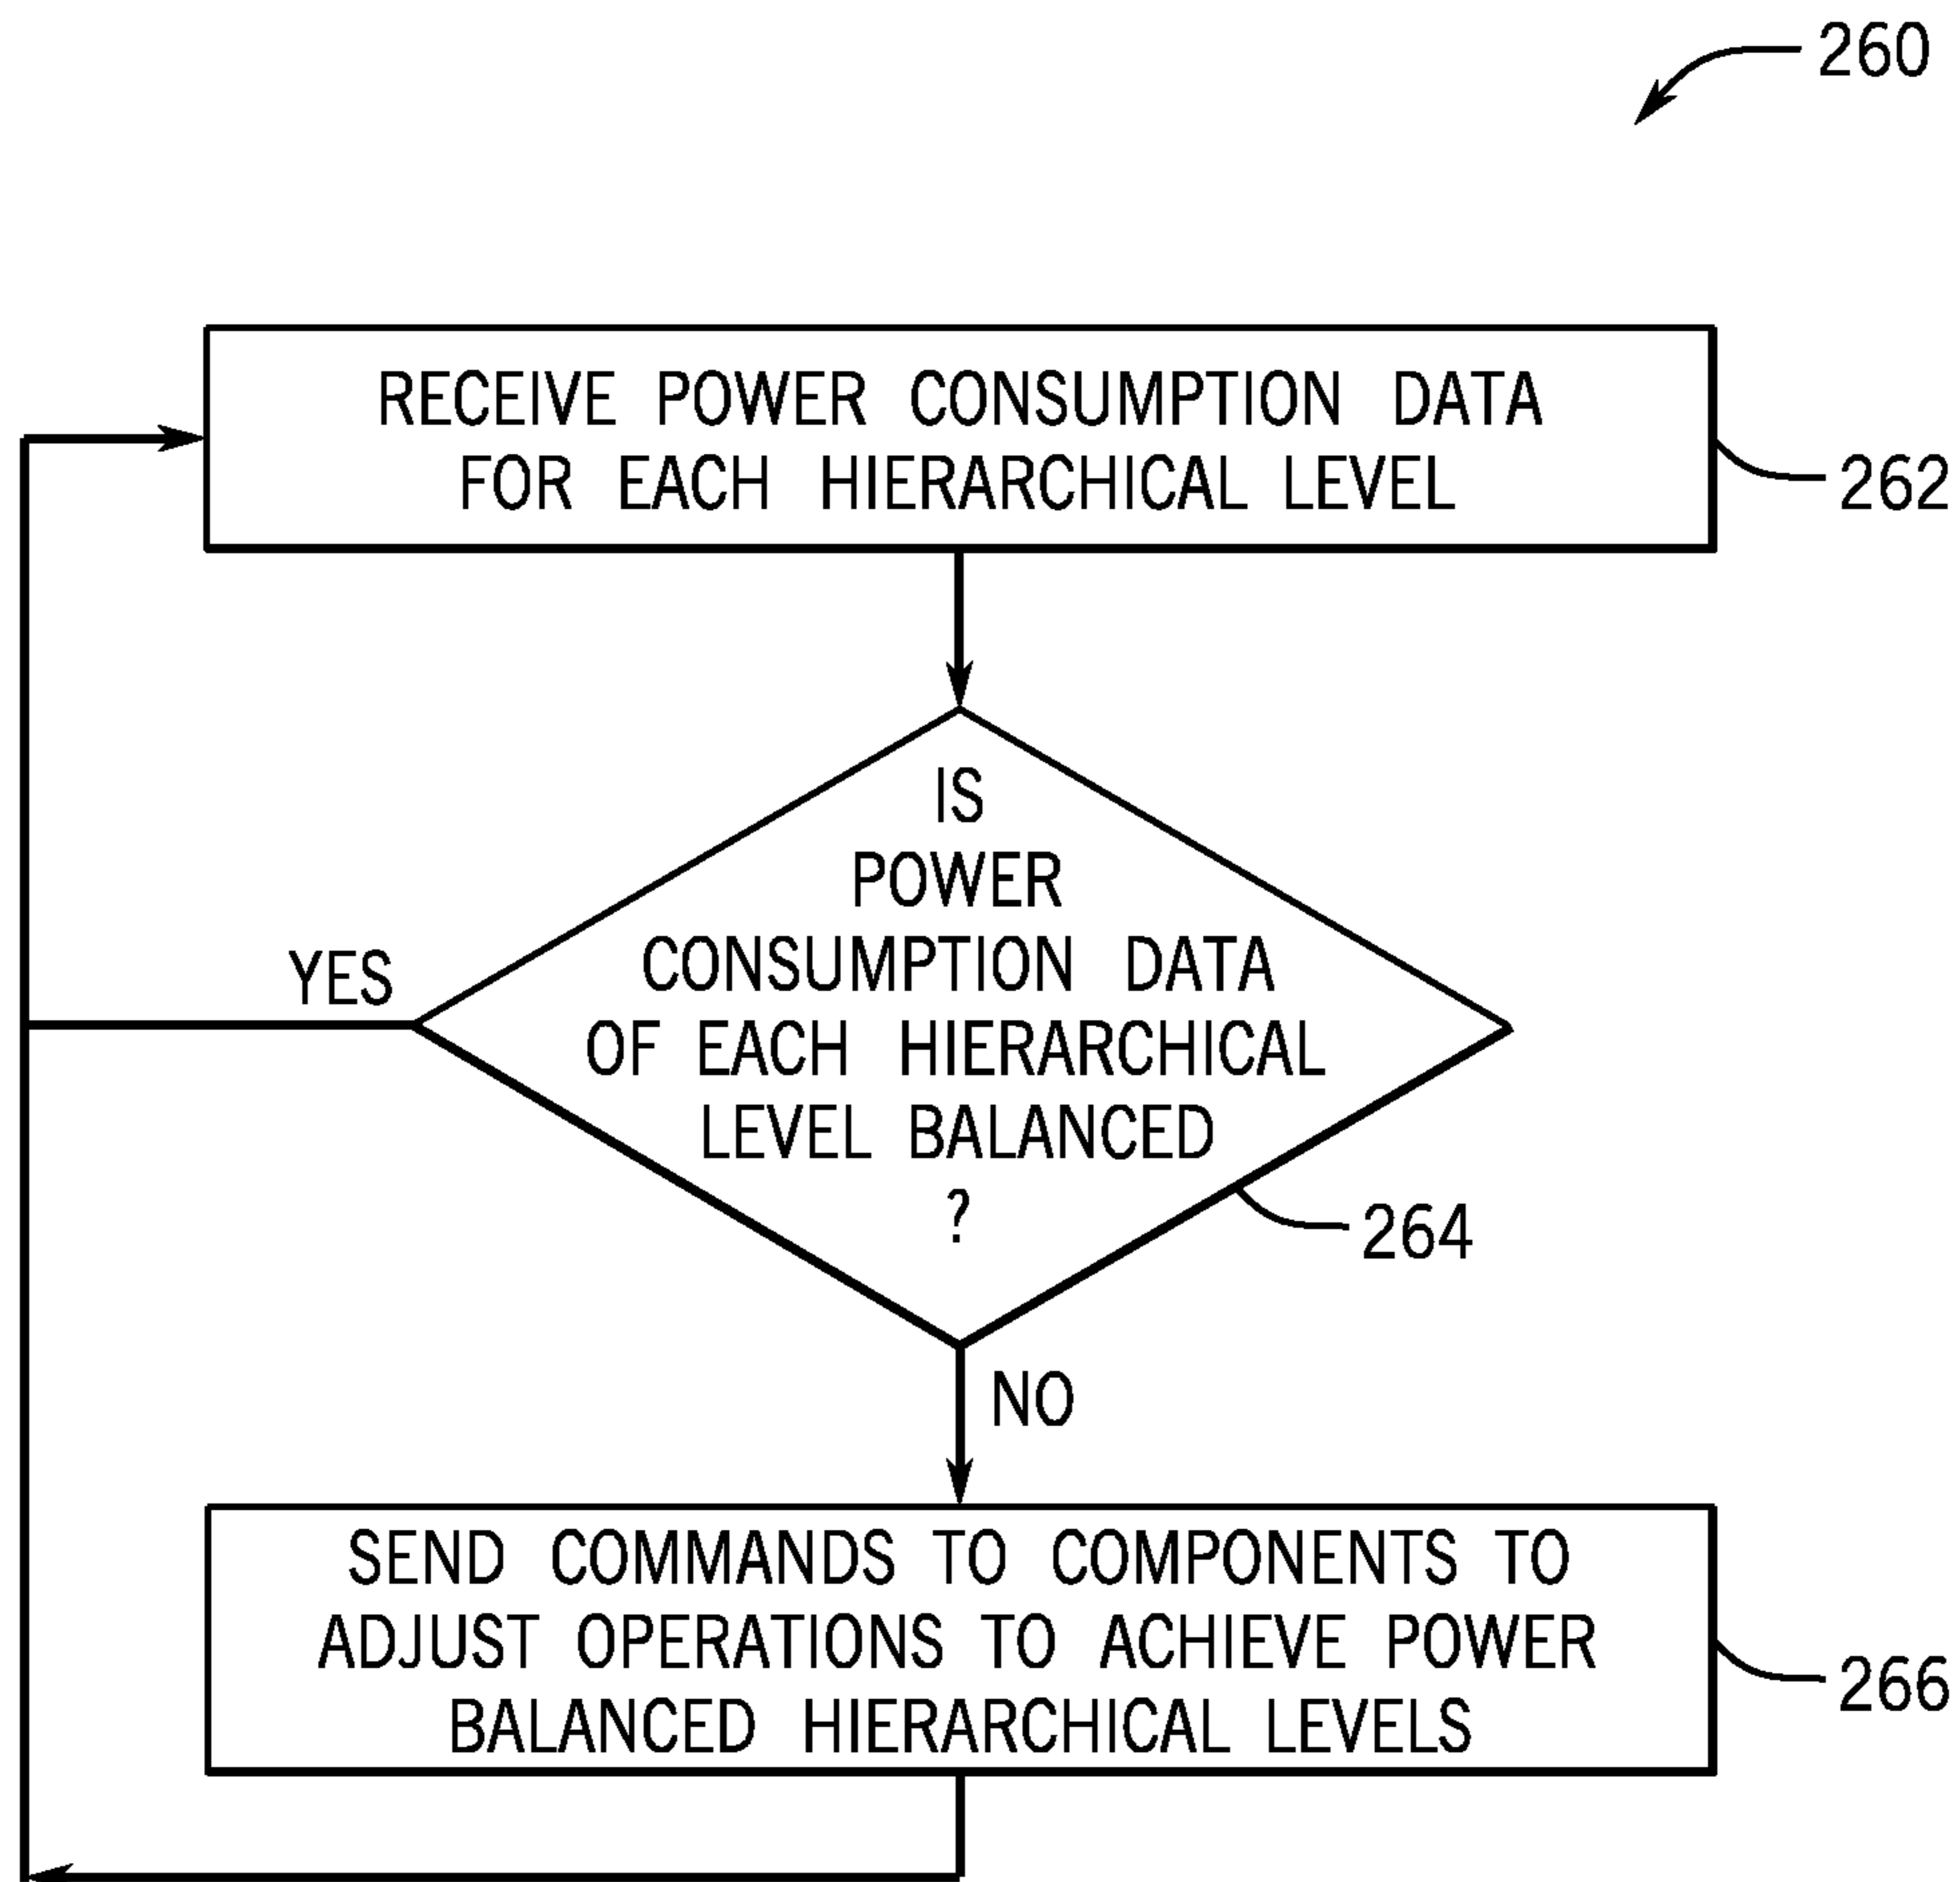 260
RECEIVE POWER CONSUMPTION DATA
FOR EACH HIERARCHICAL LEVEL
262
IS
POWER
CONSUMPTION DATA
OF EACH HIERARCHICAL
LEVEL BALANCED
?
YES
264
NO
SEND COMMANDS TO COMPONENTS TO
ADJUST OPERATIONS TO ACHIEVE POWER
BALANCED HIERARCHICAL LEVELS
266